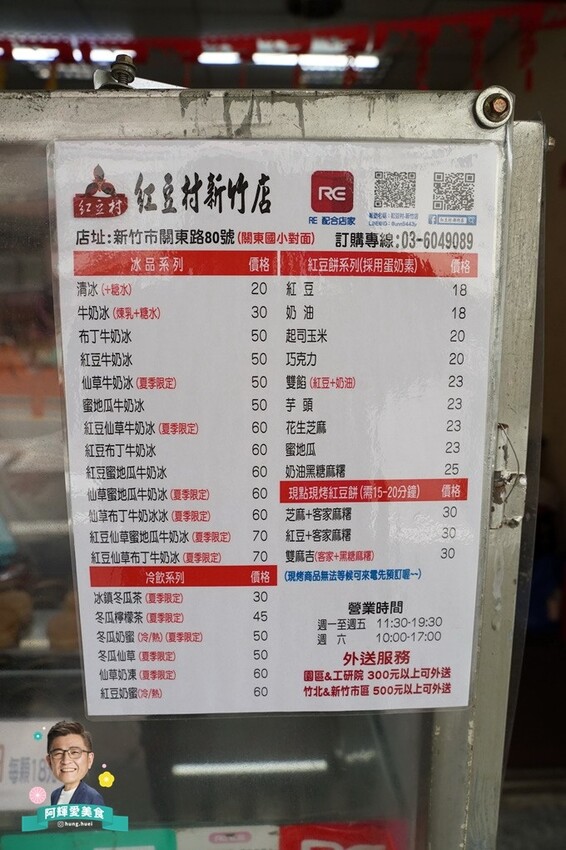 紅豆村
紅豆村新竹店
RE
RE 配合店家
店址:新竹市關東路80號(關東國小對面) 訂購專線:03-6049089
冰品系列 價格
清冰(+糖水) 20
牛奶冰(煉乳+糖水) 30
布丁牛奶冰 50
紅豆牛奶冰 50
仙草牛奶冰(夏季限定) 50
蜜地瓜牛奶冰 50
紅豆仙草牛奶冰(夏季限定) 60
紅豆布丁牛奶冰 60
紅豆蜜地瓜牛奶冰 60
仙草蜜地瓜牛奶冰(夏季限定) 60
仙草布丁牛奶冰冰(夏季限定) 60
紅豆仙草蜜地瓜牛奶冰(夏季限定) 70
紅豆仙草布丁牛奶冰(夏季限定) 70
冷飲系列 價格
冰鎮冬瓜茶(夏季限定) 30
冬瓜檸檬茶(夏季限定) 45
冬瓜奶蜜(冷/熱)(夏季限定) 50
冬瓜仙草(夏季限定) 50
仙草奶凍(夏季限定) 60
紅豆奶蜜(冷/熱) 60
紅豆餅系列(採用蛋奶素) 價格
紅豆 18
奶油 18
起司玉米 20
巧克力 20
雙餡(紅豆+奶油) 23
芋頭 23
花生芝麻 23
蜜地瓜 23
奶油黑糖麻糬 25
現點現烤紅豆餅(需15-20分鐘) 價格
芝麻+客家麻糬 30
紅豆+客家麻糬 30
雙麻吉(客家+黑糖麻糬) 30
(現烤商品無法等候可來電先預訂喔~~)
營業時間
週一至週五 11:30-19:30
週 六 10:00-17:00
外送服務
園區&工研院 300元以上可外送
竹北&新竹市區 500元以上可外送
每顆18
阿輝愛美食
hung.huei
RE